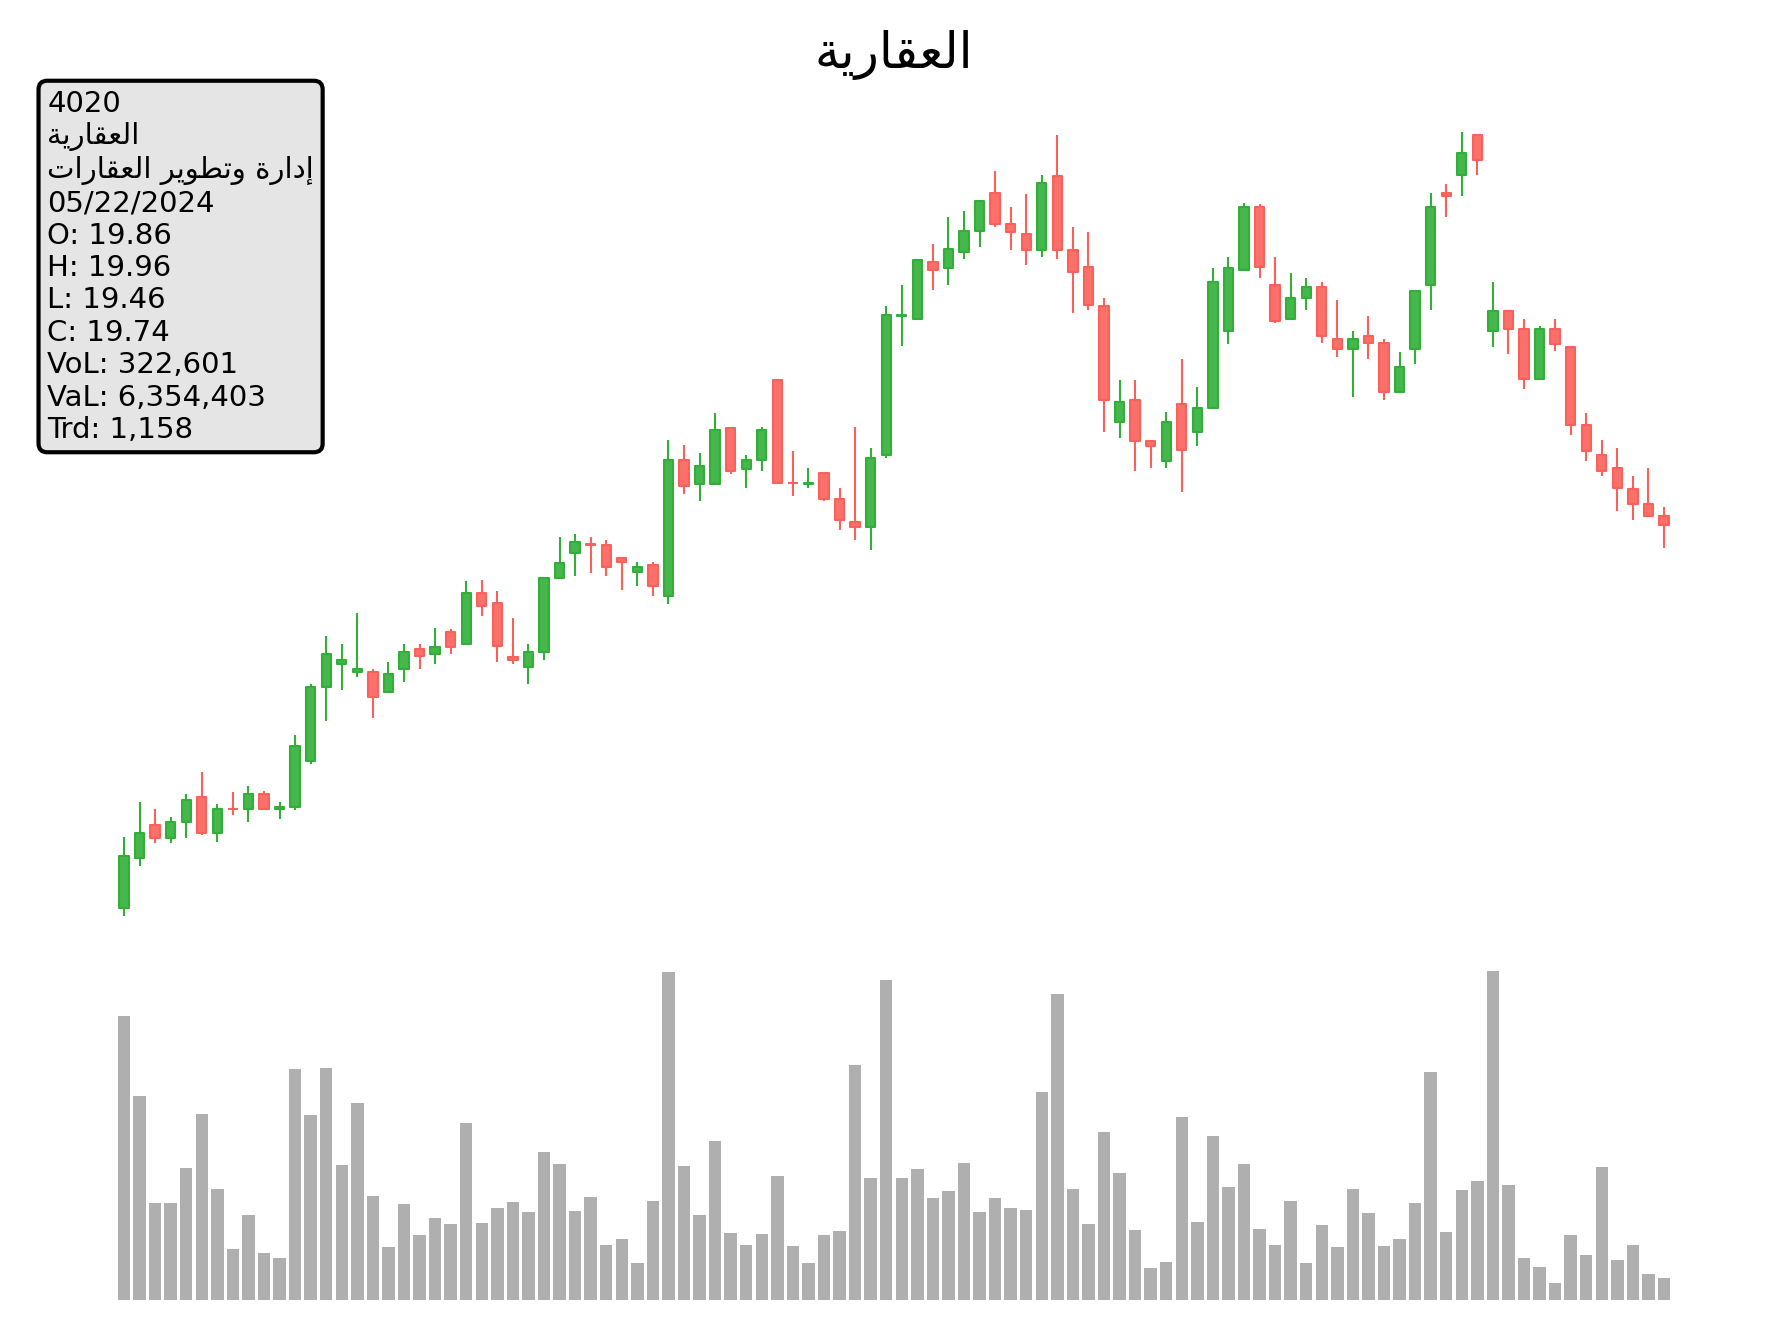 العقارية
4020
العقارية
إدارة وتطوير العقارات
05/22/2024
O: 19.86
H: 19.96
L: 19.46
C: 19.74
VoL: 322,601
VaL: 6,354,403
Trd: 1,158